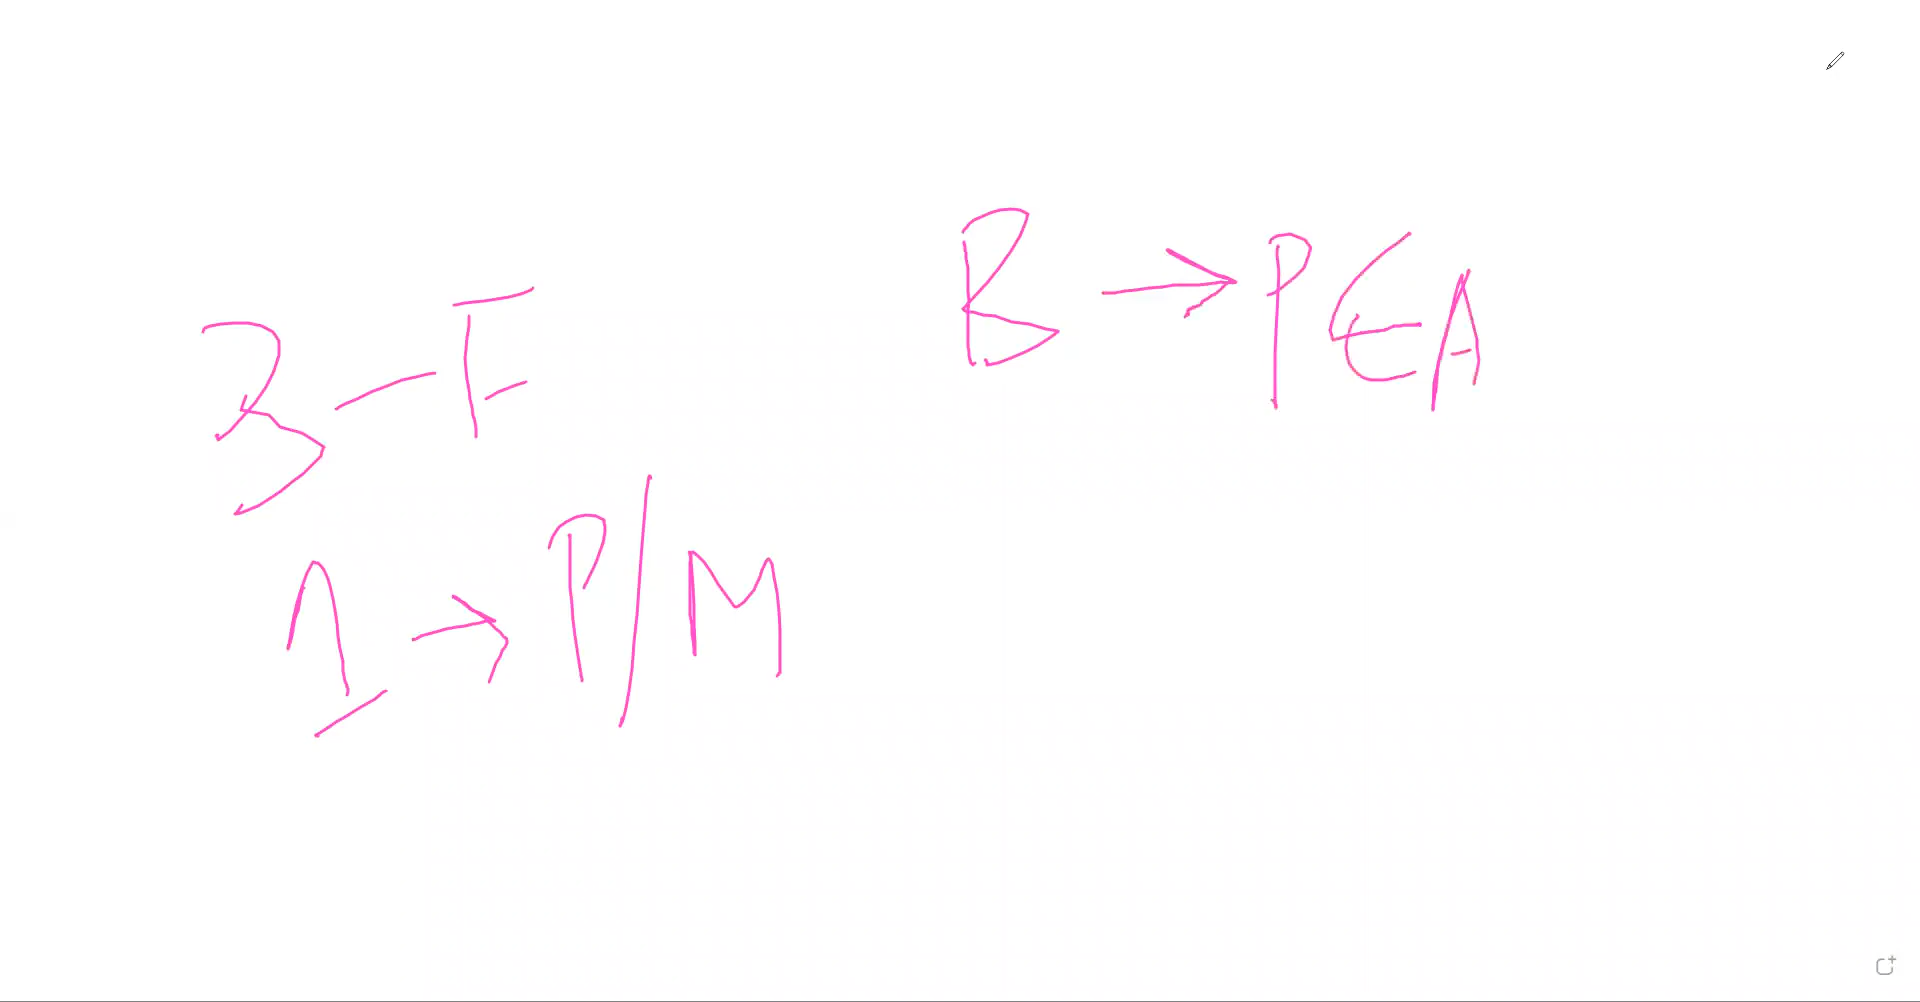 3 - F
1 → P/M
B → PEA